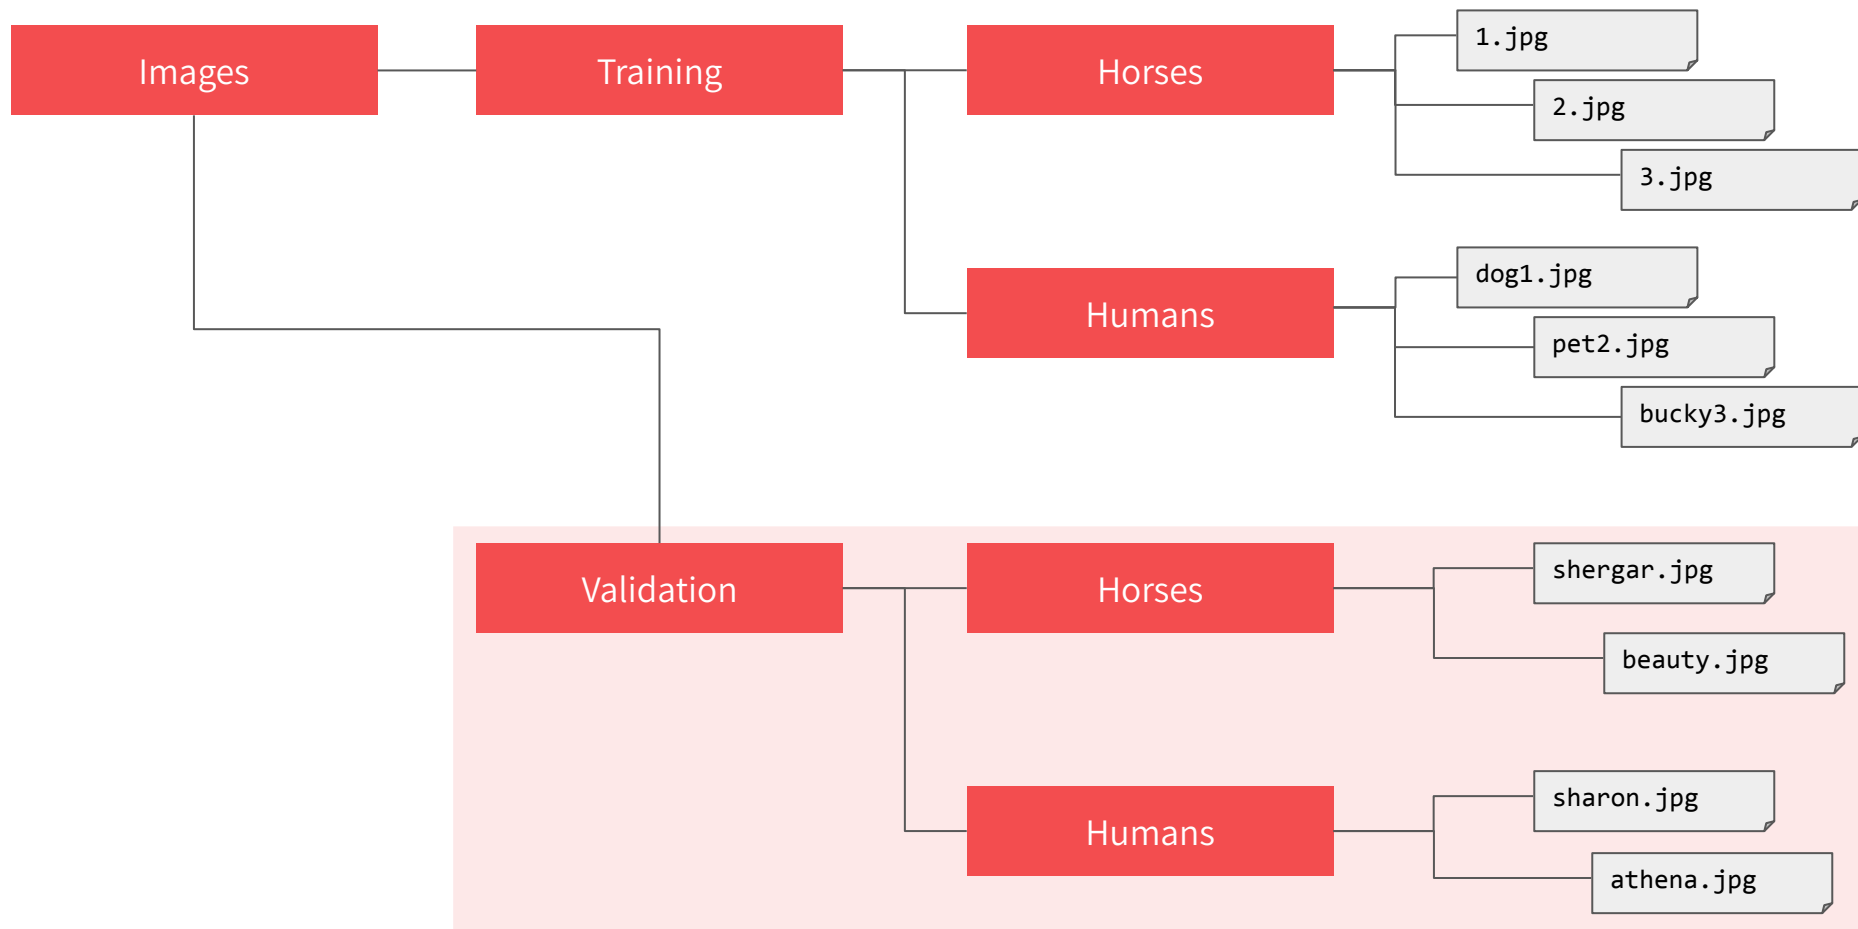 Images
Training
Horses
1.jpg
2.jpg
3.jpg
Humans
dog1.jpg
pet2.jpg
bucky3.jpg
Validation
Horses
shergar.jpg
beauty.jpg
Humans
sharon.jpg
athena.jpg